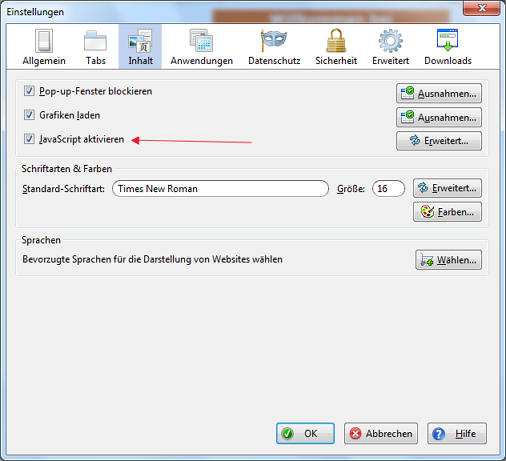 Einstellungen
Allgemein Tabs Inhalt Anwendungen Datenschutz Sicherheit Erweitert Downloads
Pop-up-Fenster blockieren Ausnahmen...
Grafiken laden Ausnahmen...
JavaScript aktivieren Erweitert...
Schriftarten & Farben
Standard-Schriftart: Times New Roman Größe: 16 Erweitert...
Farben...
Sprachen
Bevorzugte Sprachen für die Darstellung von Websites wählen Wählen...
OK Abbrechen Hilfe